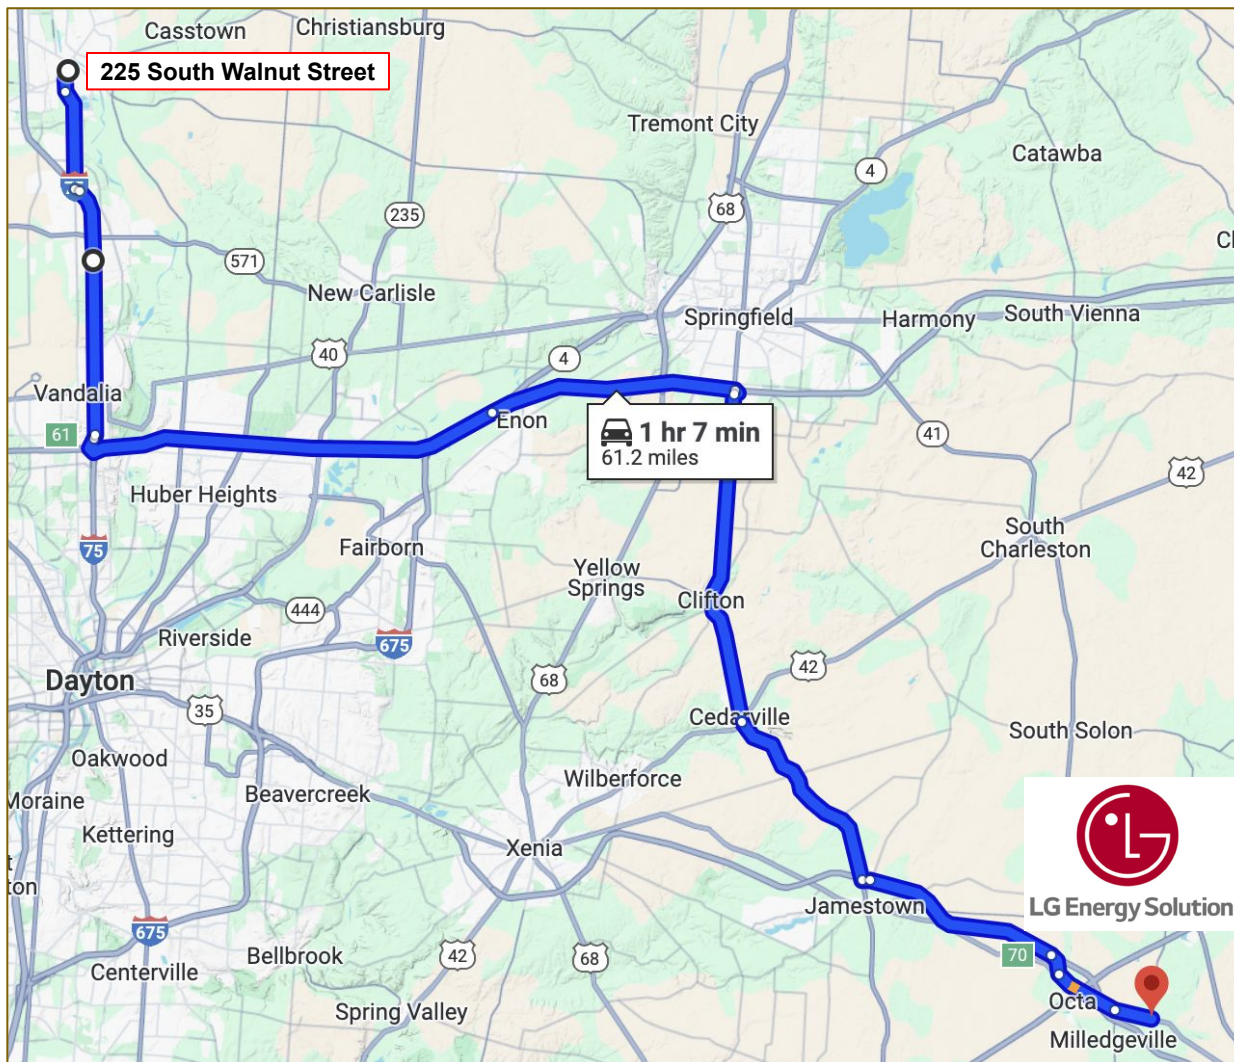 Casstown
Christiansburg
225 South Walnut Street
Tremont City
Catawba
4
68
235
571
New Carlisle
Springfield
Harmony
South Vienna
40
4
Vandalia
Enon
1 hr 7 min
61.2 miles
61
41
42
Huber Heights
South
Charleston
75
Fairborn
Yellow
Springs
Clifton
444
Riverside
675
42
Dayton
68
35
Cedarville
South Solon
Oakwood
Wilberforce
Moraine
Beavercreek
Kettering
Xenia
LG
LG Energy Solution
Jamestown
675
Bellbrook
42
68
70
Centerville
Octa
Spring Valley
Milledgeville